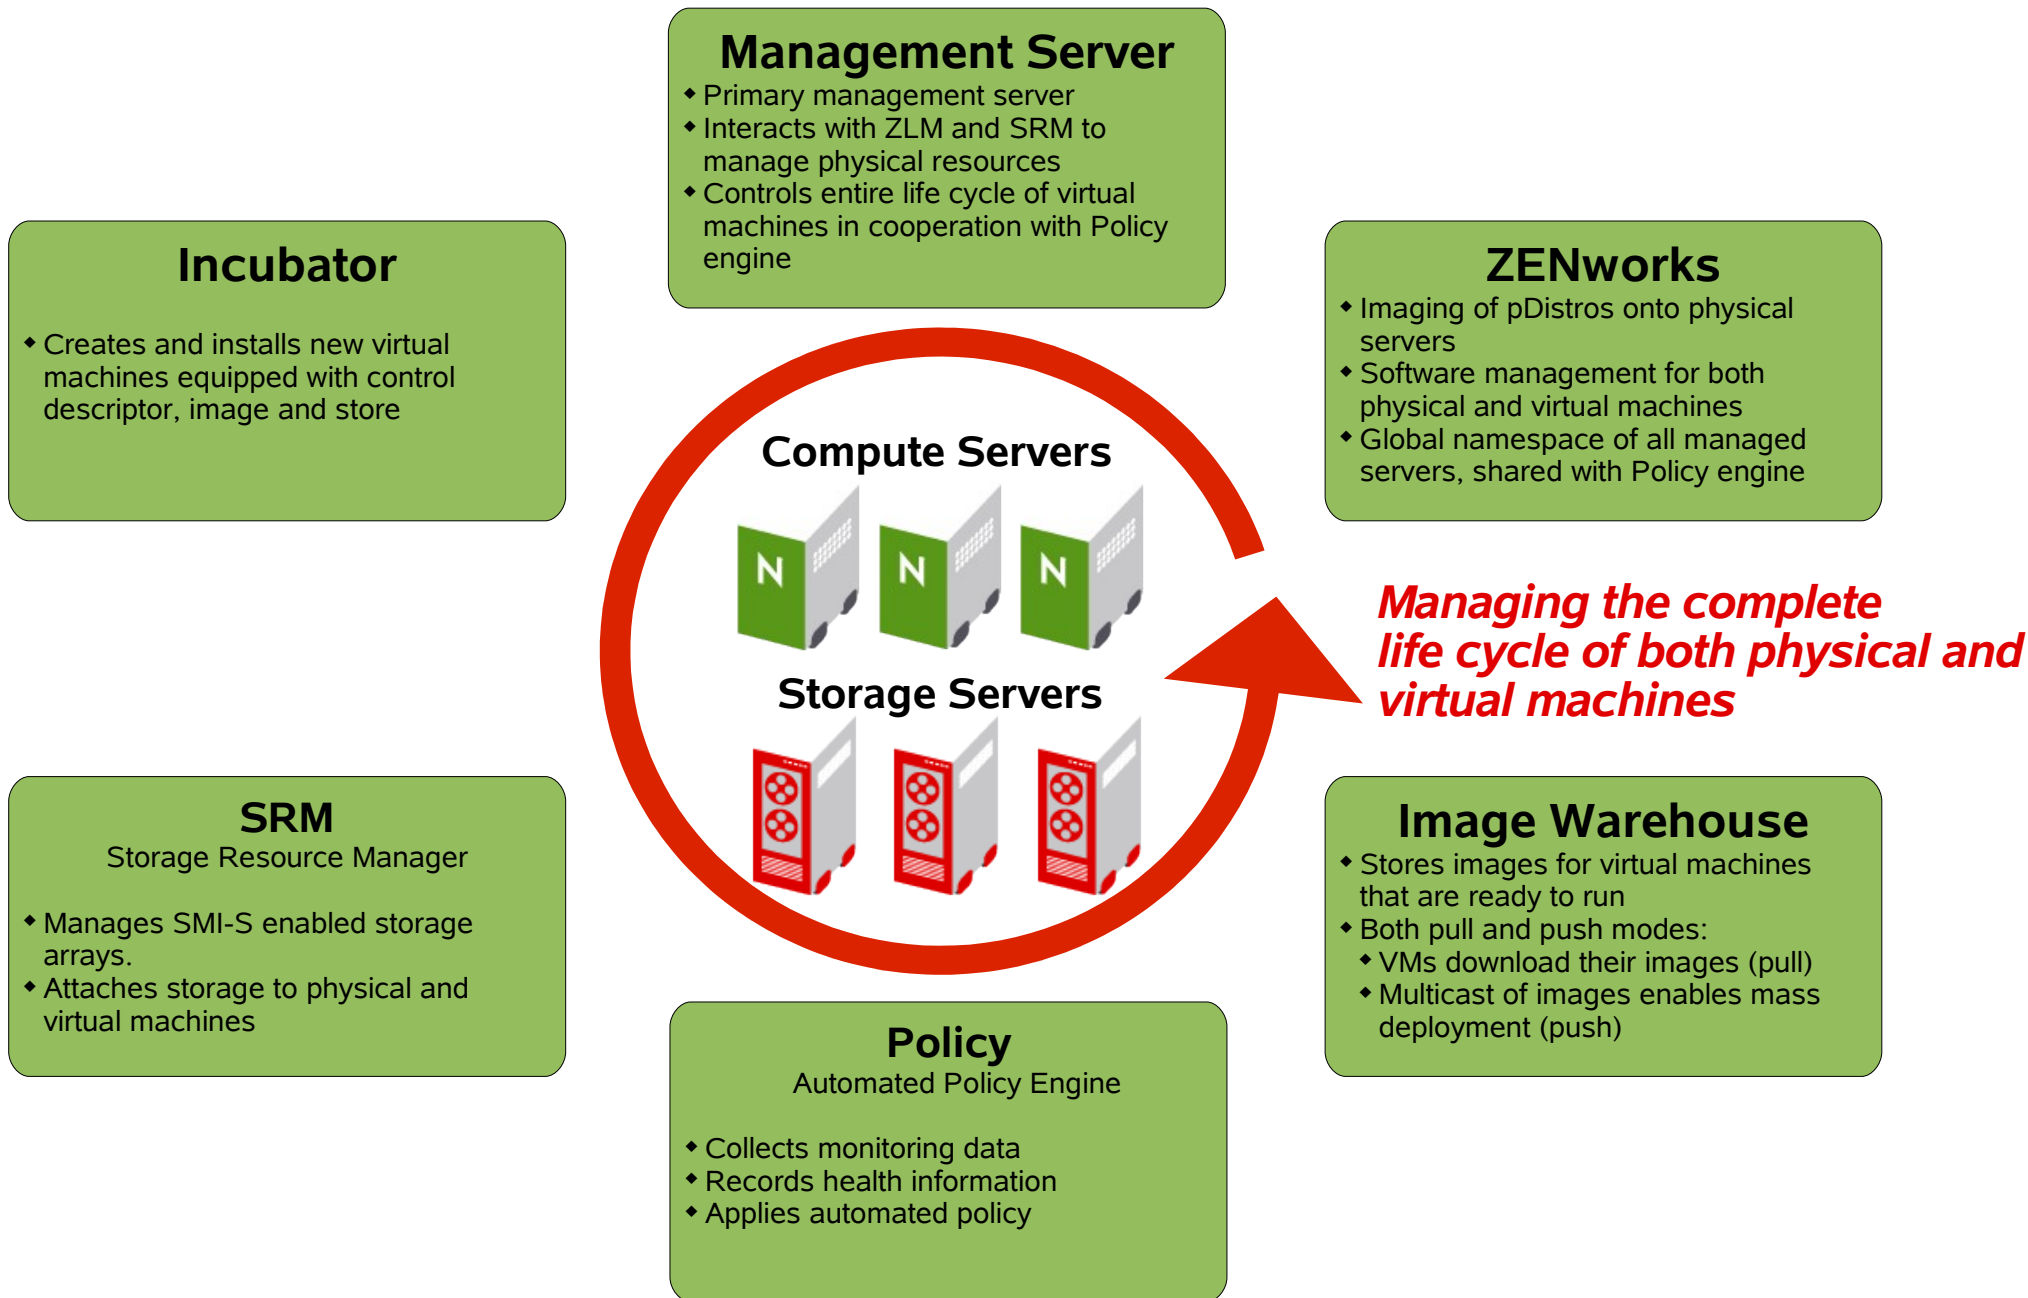 Management Server
◆ Primary management server
◆ Interacts with ZLM and SRM to
manage physical resources
◆ Controls entire life cycle of virtual
machines in cooperation with Policy
engine
Incubator
◆ Creates and installs new virtual
machines equipped with control
descriptor, image and store
ZENworks
◆ Imaging of pDistros onto physical
servers
◆ Software management for both
physical and virtual machines
◆ Global namespace of all managed
servers, shared with Policy engine
Compute Servers
N N N
Storage Servers
Managing the complete
life cycle of both physical and
virtual machines
SRM
Storage Resource Manager
◆ Manages SMI-S enabled storage
arrays.
◆ Attaches storage to physical and
virtual machines
Image Warehouse
◆ Stores images for virtual machines
that are ready to run
◆ Both pull and push modes:
◆ VMs download their images (pull)
◆ Multicast of images enables mass
deployment (push)
Policy
Automated Policy Engine
◆ Collects monitoring data
◆ Records health information
◆ Applies automated policy